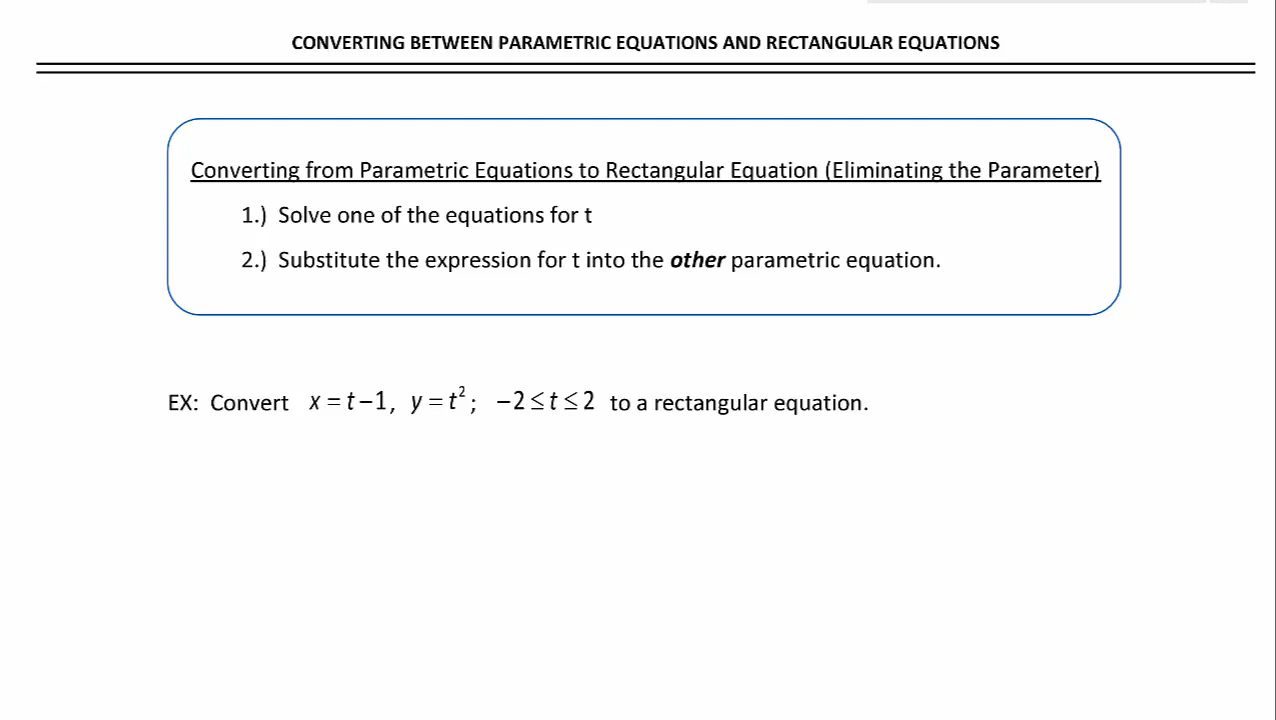 CONVERTING BETWEEN PARAMETRIC EQUATIONS AND RECTANGULAR EQUATIONS
Converting from Parametric Equations to Rectangular Equation (Eliminating the Parameter)
1.) Solve one of the equations for t
2.) Substitute the expression for t into the other parametric equation.
EX: Convert x = t − 1, y = t²; −2 ≤ t ≤ 2 to a rectangular equation.